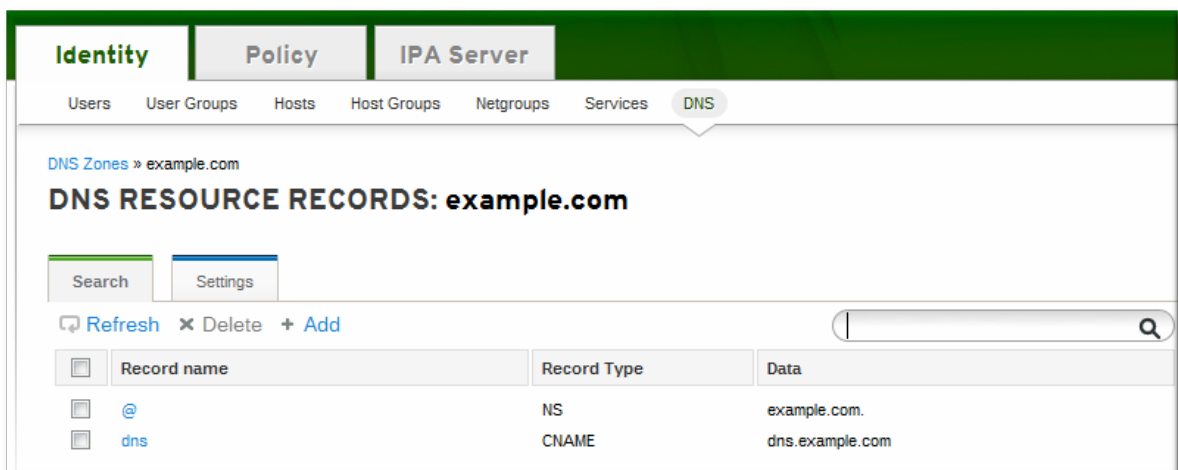 Identity Policy IPA Server
Users User Groups Hosts Host Groups Netgroups Services DNS
DNS Zones » example.com
DNS RESOURCE RECORDS: example.com
Search Settings
Refresh Delete + Add
Record name Record Type Data
@ NS example.com.
dns CNAME dns.example.com